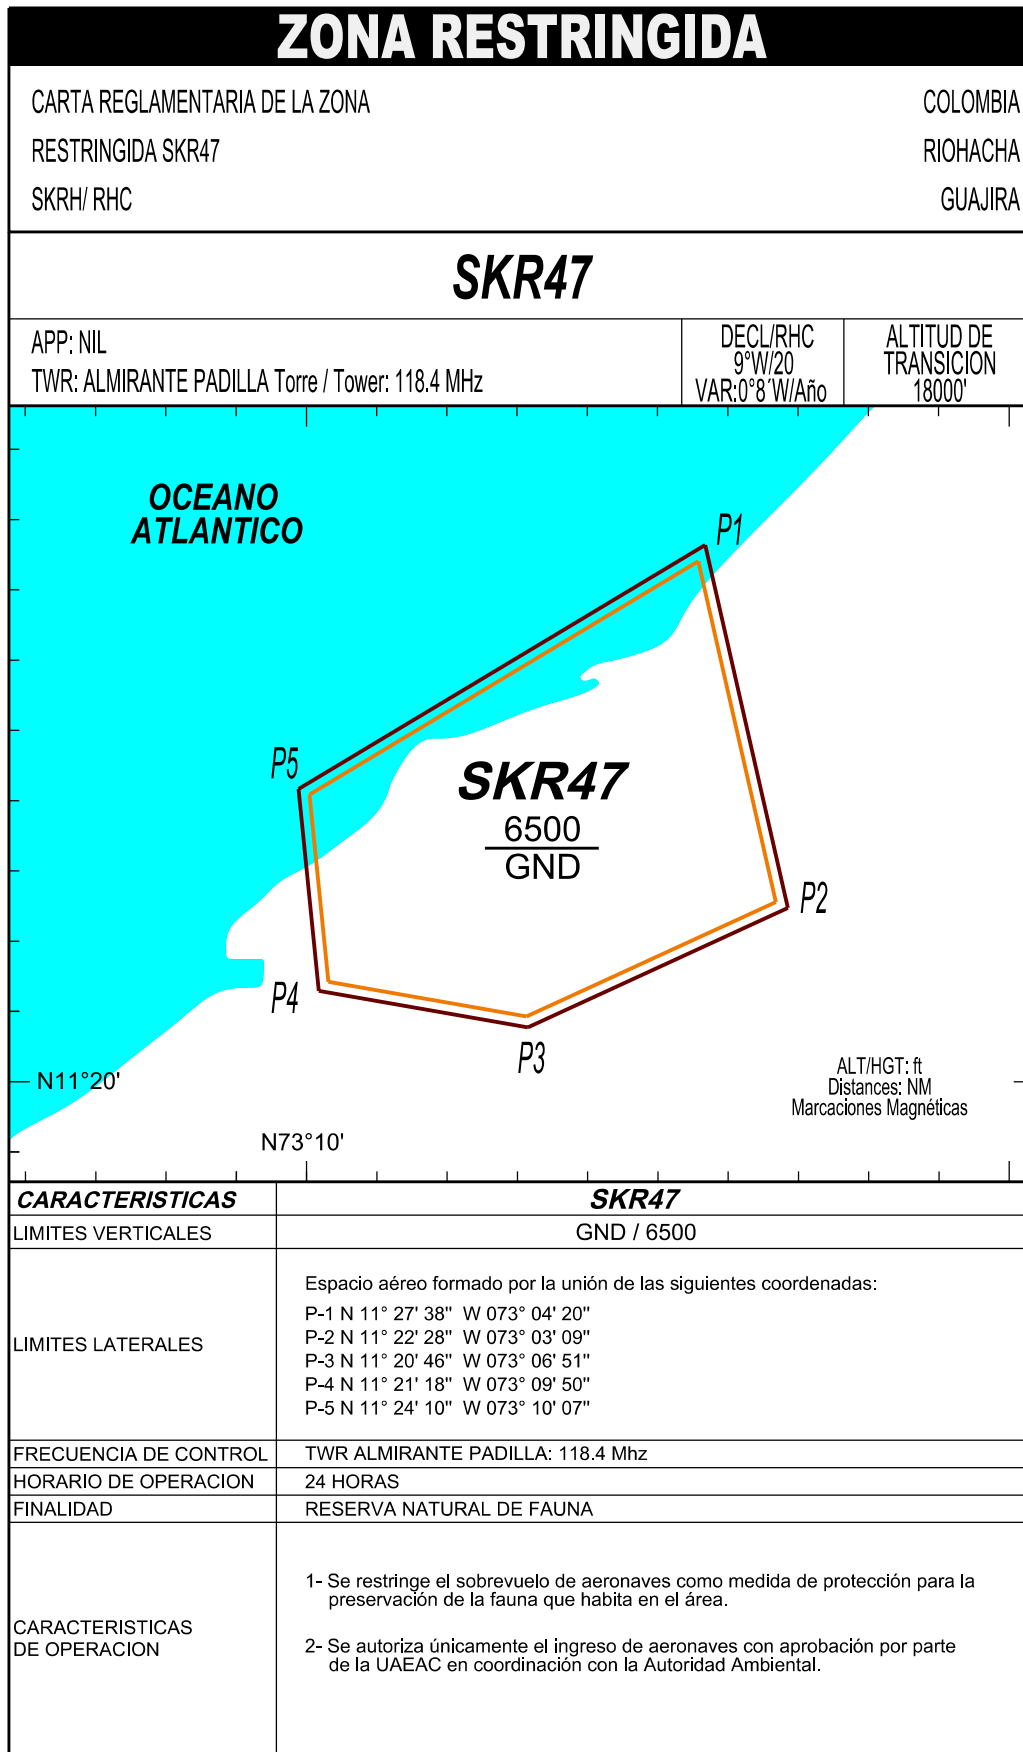 ZONA RESTRINGIDA
CARTA REGLAMENTARIA DE LA ZONA
RESTRINGIDA SKR47
SKRH/ RHC
COLOMBIA
RIOHACHA
GUAJIRA
SKR47
APP: NIL
TWR: ALMIRANTE PADILLA Torre / Tower: 118.4 MHz
DECL/RHC
9°W/20
VAR:0°8´W/Año
ALTITUD DE
TRANSICION
18000'
OCEANO
ATLANTICO
P1
P5
SKR47
6500
GND
P2
P4
P3
N11°20'
ALT/HGT: ft
Distances: NM
Marcaciones Magnéticas
N73°10'
CARACTERISTICAS
SKR47
LIMITES VERTICALES
GND / 6500
LIMITES LATERALES
Espacio aéreo formado por la unión de las siguientes coordenadas:
P-1 N 11° 27' 38" W 073° 04' 20"
P-2 N 11° 22' 28" W 073° 03' 09"
P-3 N 11° 20' 46" W 073° 06' 51"
P-4 N 11° 21' 18" W 073° 09' 50"
P-5 N 11° 24' 10" W 073° 10' 07"
FRECUENCIA DE CONTROL
TWR ALMIRANTE PADILLA: 118.4 Mhz
HORARIO DE OPERACION
24 HORAS
FINALIDAD
RESERVA NATURAL DE FAUNA
CARACTERISTICAS
DE OPERACION
1- Se restringe el sobrevuelo de aeronaves como medida de protección para la
preservación de la fauna que habita en el área.
2- Se autoriza únicamente el ingreso de aeronaves con aprobación por parte
de la UAEAC en coordinación con la Autoridad Ambiental.